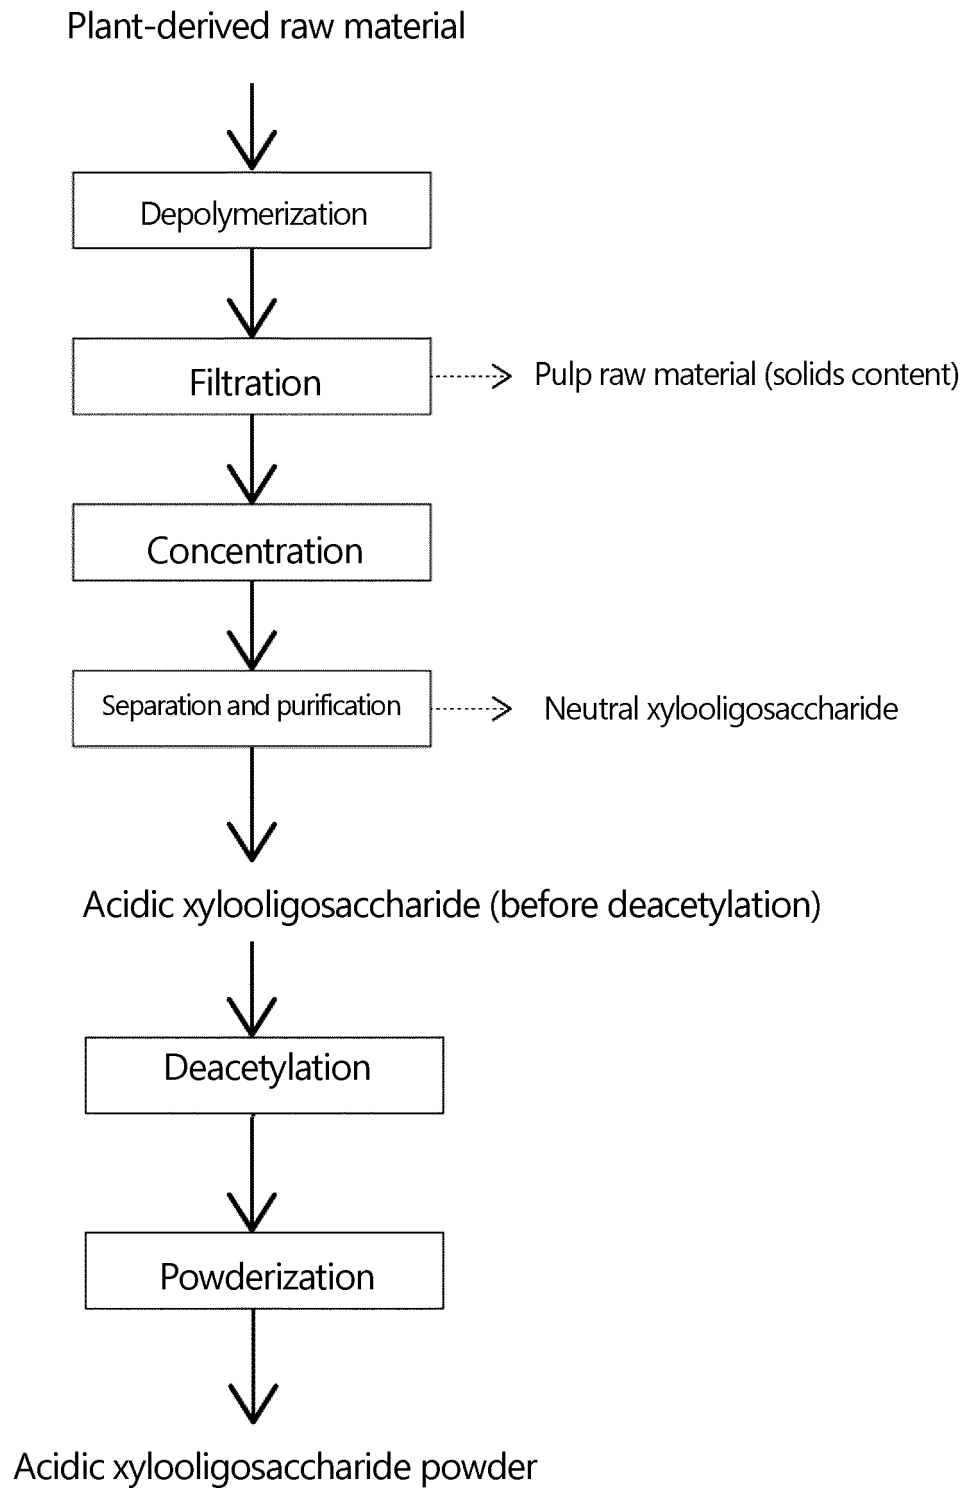 Plant-derived raw material
Depolymerization
Filtration
Pulp raw material (solids content)
Concentration
Separation and purification
Neutral xylooligosaccharide
Acidic xylooligosaccharide (before deacetylation)
Deacetylation
Powderization
Acidic xylooligosaccharide powder